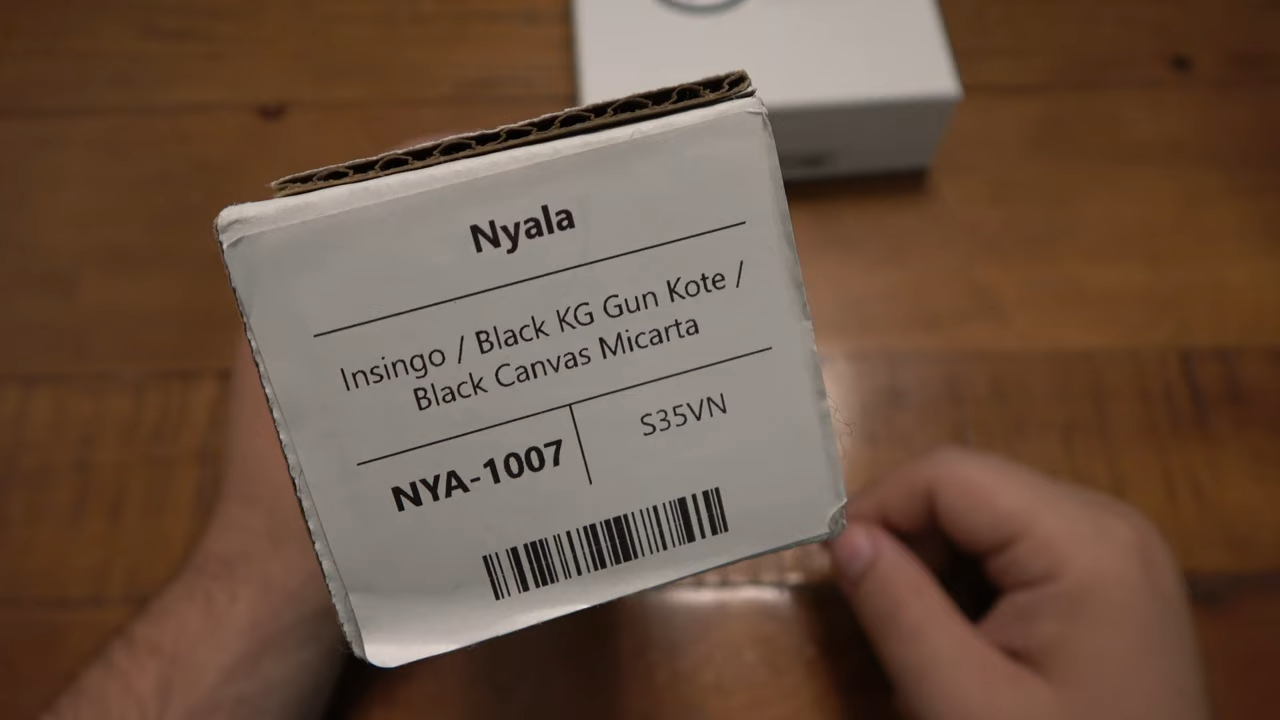 Nyala
Insingo / Black KG Gun Kote /
Black Canvas Micarta
NYA-1007
S35VN